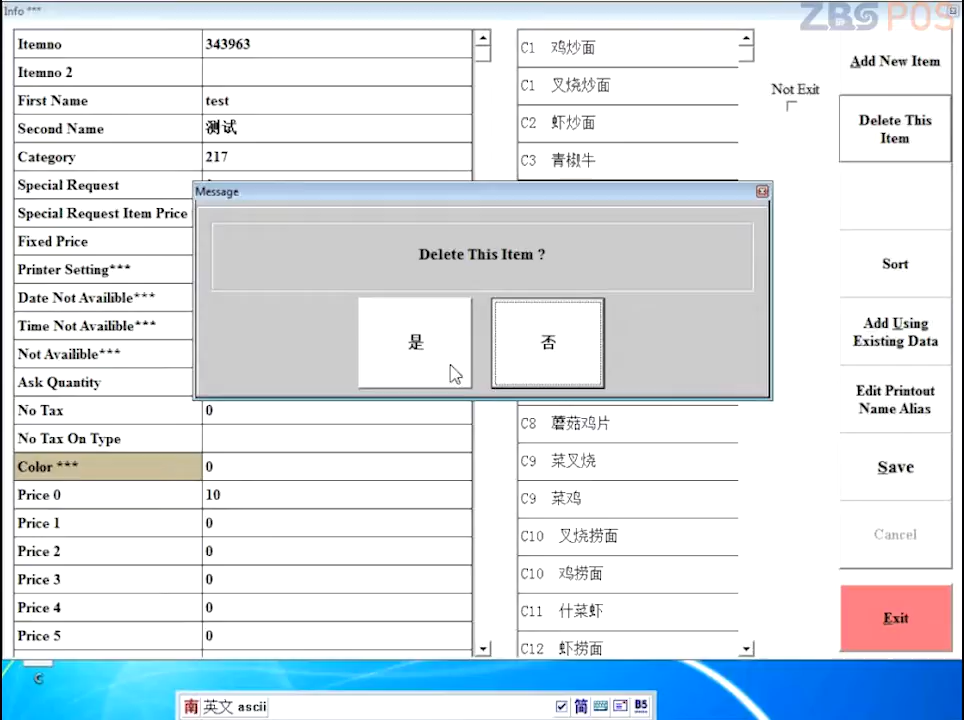 Info ***
ZBS POS
Itemno 343963
Itemno 2
First Name test
Second Name 测试
Category 217
Special Request
Special Request Item Price
Fixed Price
Printer Setting***
Date Not Availible***
Time Not Availible***
Not Availible***
Ask Quantity
No Tax 0
No Tax On Type
Color *** 0
Price 0 10
Price 1 0
Price 2 0
Price 3 0
Price 4 0
Price 5 0
C1 鸡炒面
C1 叉烧炒面
C2 虾炒面
C3 青椒牛
C8 蘑菇鸡片
C9 菜叉烧
C9 菜鸡
C10 叉烧捞面
C10 鸡捞面
C11 什菜虾
C12 虾捞面
Not Exit
Add New Item
Delete This
Item
Sort
Add Using
Existing Data
Edit Printout
Name Alias
Save
Cancel
Exit
Message
Delete This Item ?
是
否
C
南 英文 ascii
简
B5